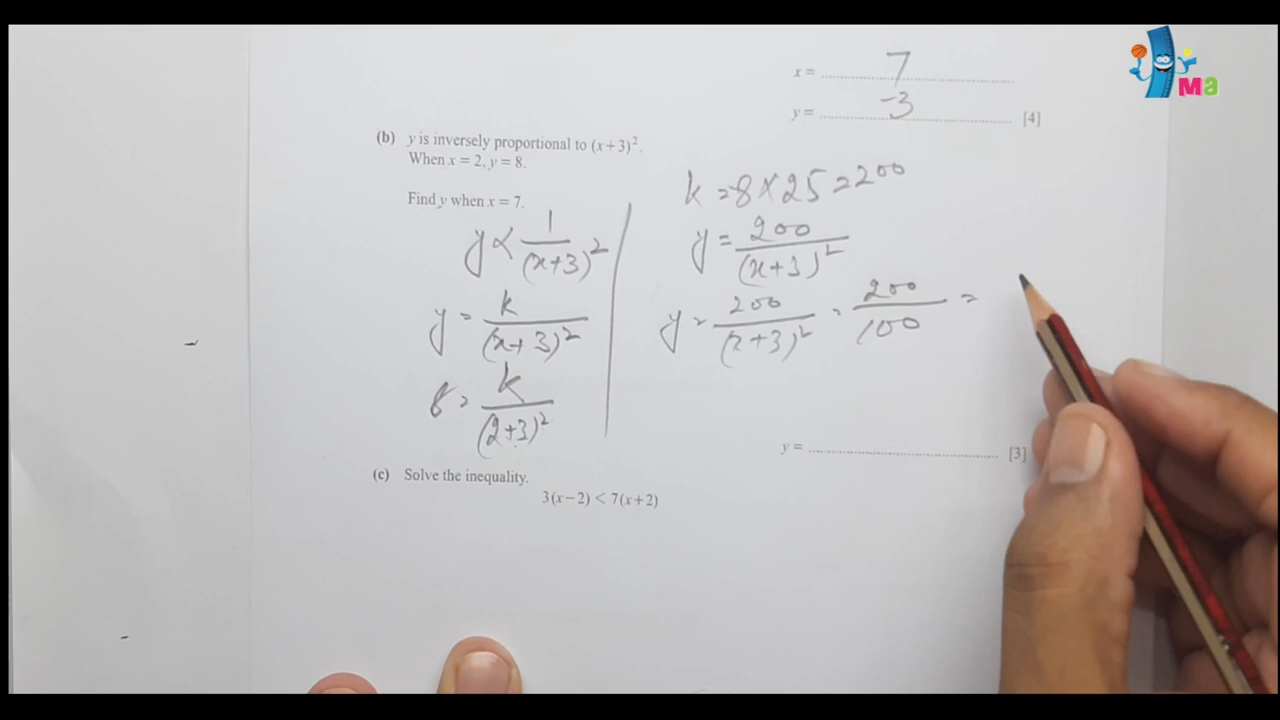 x = 7
y = -3 [4]
(b) y is inversely proportional to (x+3)².
When x = 2, y = 8.
Find y when x = 7.
y ∝ 1/(x+3)²
y = k/(x+3)²
8 = k/(2+3)²
k = 8 × 25 = 200
y = 200/(x+3)²
y = 200/(x+3)² = 200/100 =
y = [3]
(c) Solve the inequality.
3(x−2) < 7(x+2)
Ma